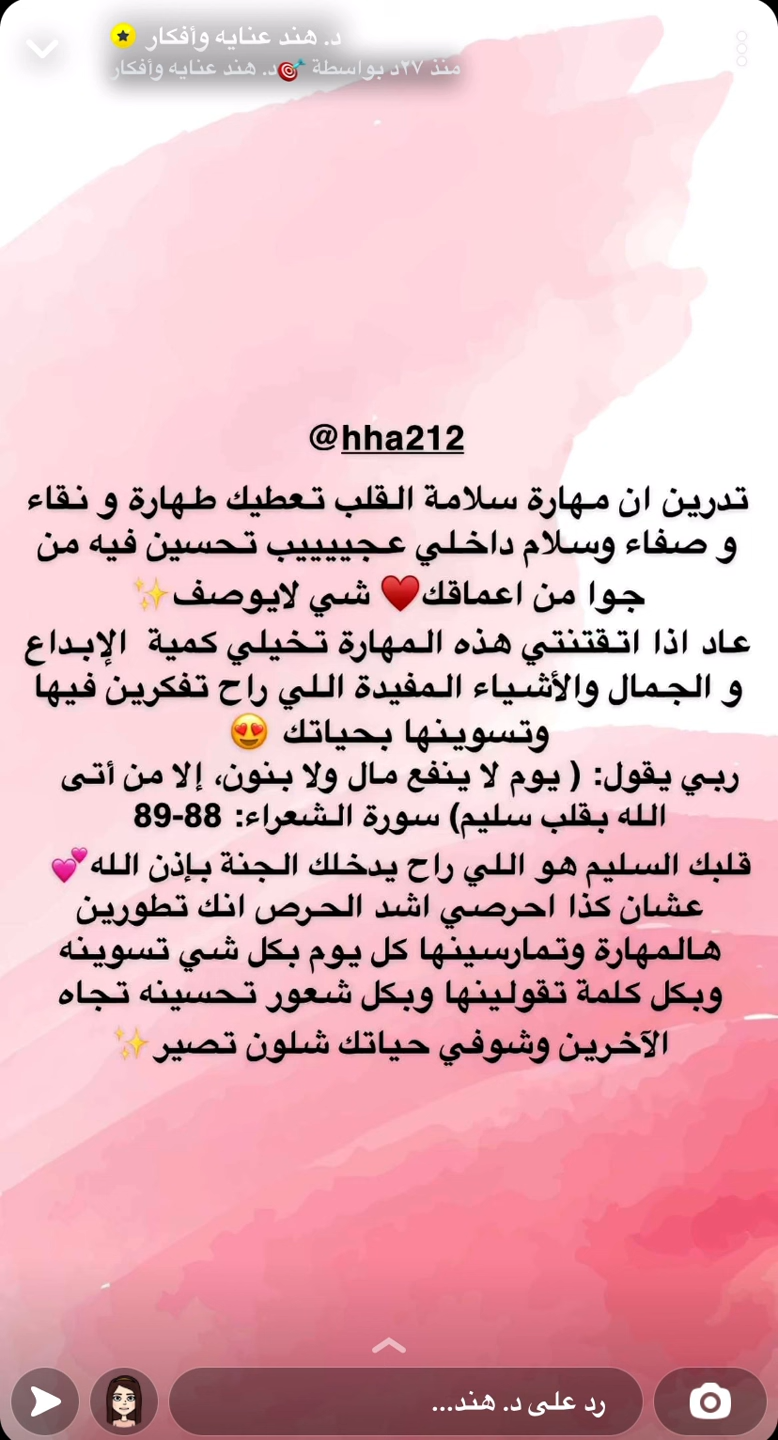 د. هند عنايه وأفكار
منذ ٢٧د بواسطة 🎯د. هند عنايه وأفكار
@hha212
تدرين ان مهارة سلامة القلب تعطيك طهارة و نقاء
و صفاء وسلام داخلي عجيييييب تحسين فيه من
جوا من اعماقك♥️ شي لايوصف✨
عاد اذا اتقتنتي هذه المهارة تخيلي كمية الإبداع
و الجمال والأشياء المفيدة اللي راح تفكرين فيها
وتسوينها بحياتك 😍
ربي يقول: ( يوم لا ينفع مال ولا بنون، إلا من أتى
الله بقلب سليم) سورة الشعراء: 88-89
قلبك السليم هو اللي راح يدخلك الجنة بإذن الله💕
عشان كذا احرصي اشد الحرص انك تطورين
هالمهارة وتمارسينها كل يوم بكل شي تسوينه
وبكل كلمة تقولينها وبكل شعور تحسينه تجاه
الآخرين وشوفي حياتك شلون تصير✨
رد على د. هند...